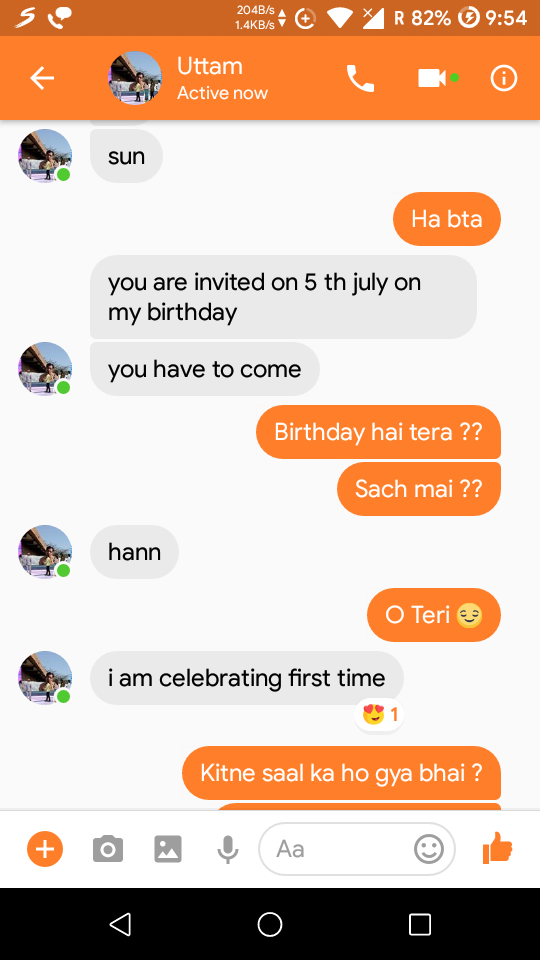 204B/s
1.4KB/s
R 82% 9:54
Uttam
Active now
sun
Ha bta
you are invited on 5 th july on
my birthday
you have to come
Birthday hai tera ??
Sach mai ??
hann
O Teri 😌
i am celebrating first time
😍 1
Kitne saal ka ho gya bhai ?
Aa